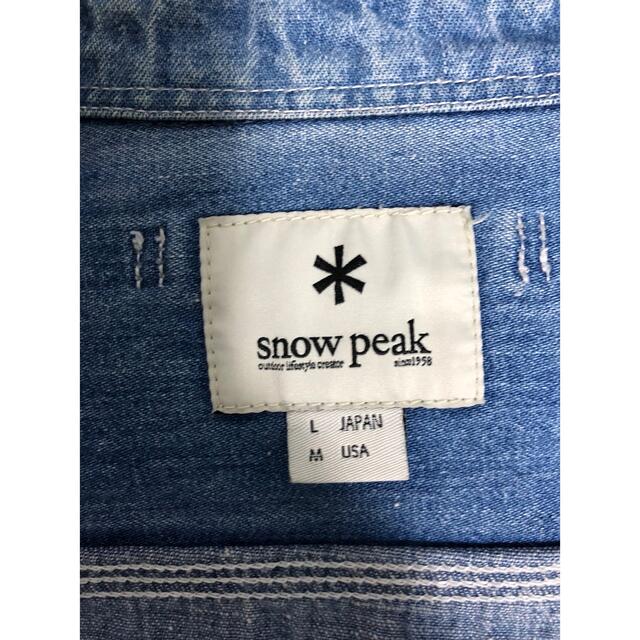 snow peak
outdoor lifestyle creator since1958
L JAPAN
M USA